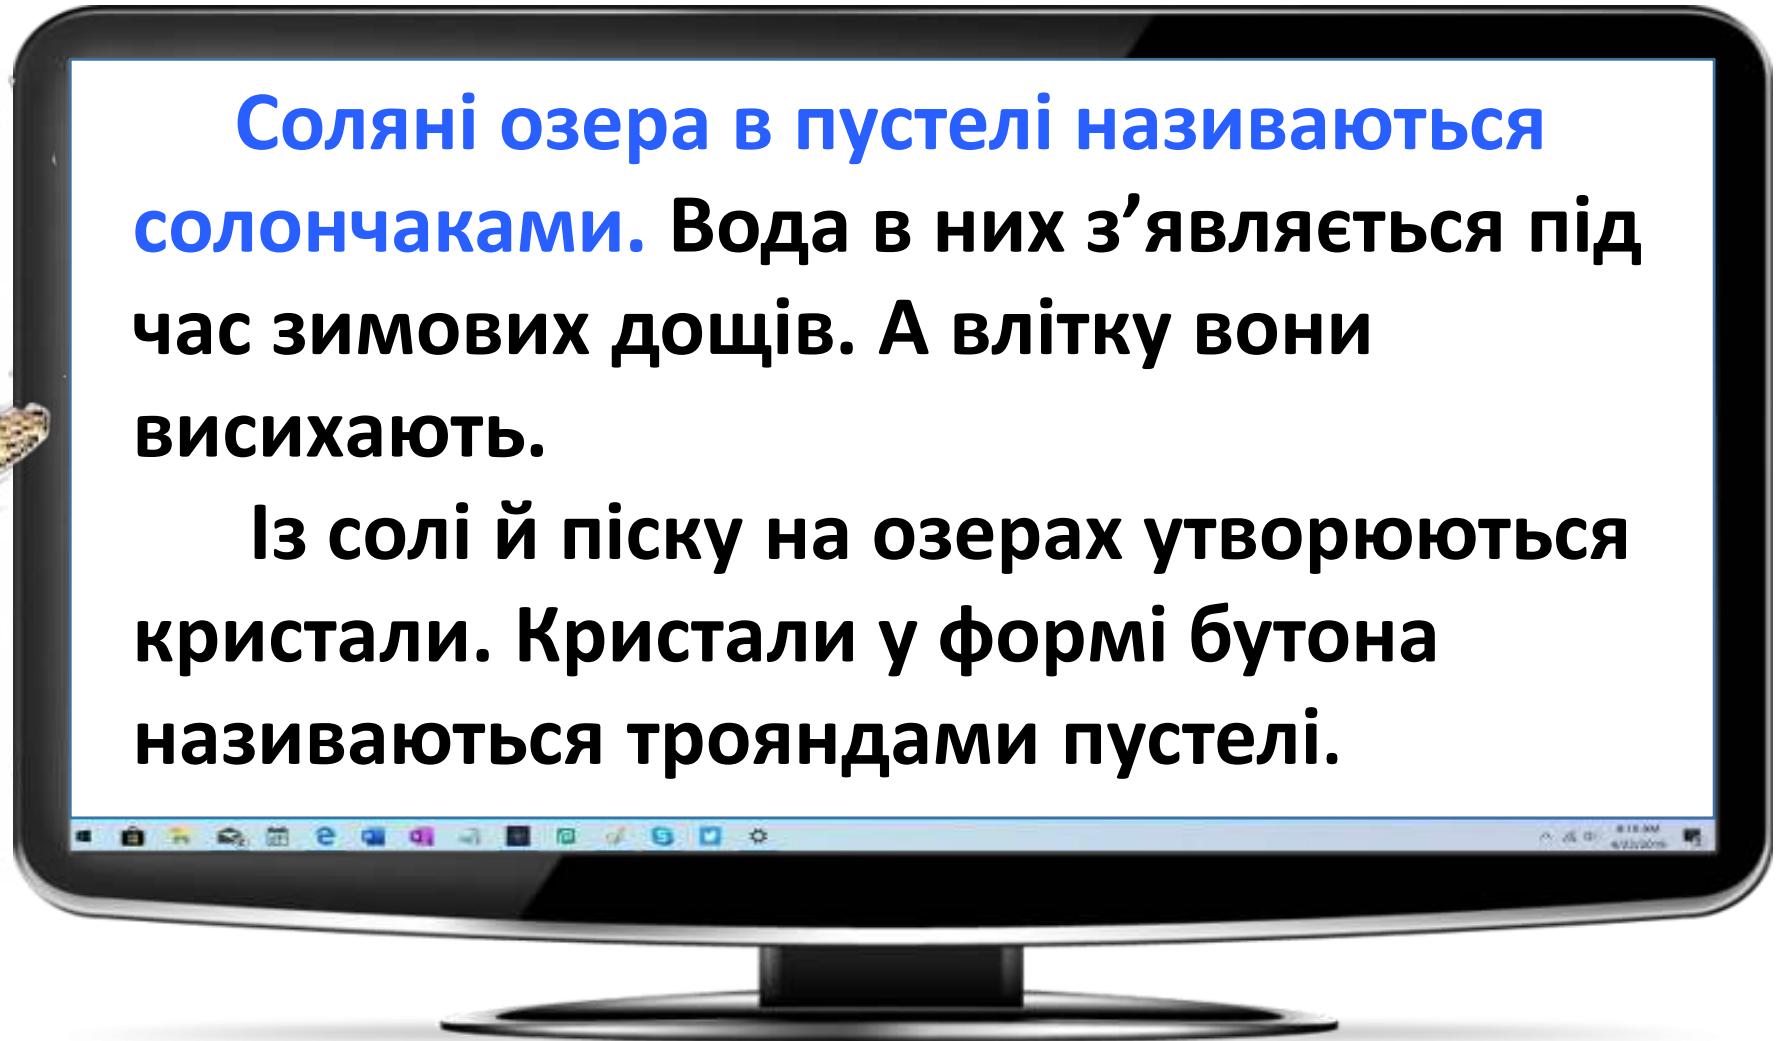 Соляні озера в пустелі називаються
солончаками. Вода в них з’являється під
час зимових дощів. А влітку вони
висихають.
Із солі й піску на озерах утворюються
кристали. Кристали у формі бутона
називаються трояндами пустелі.